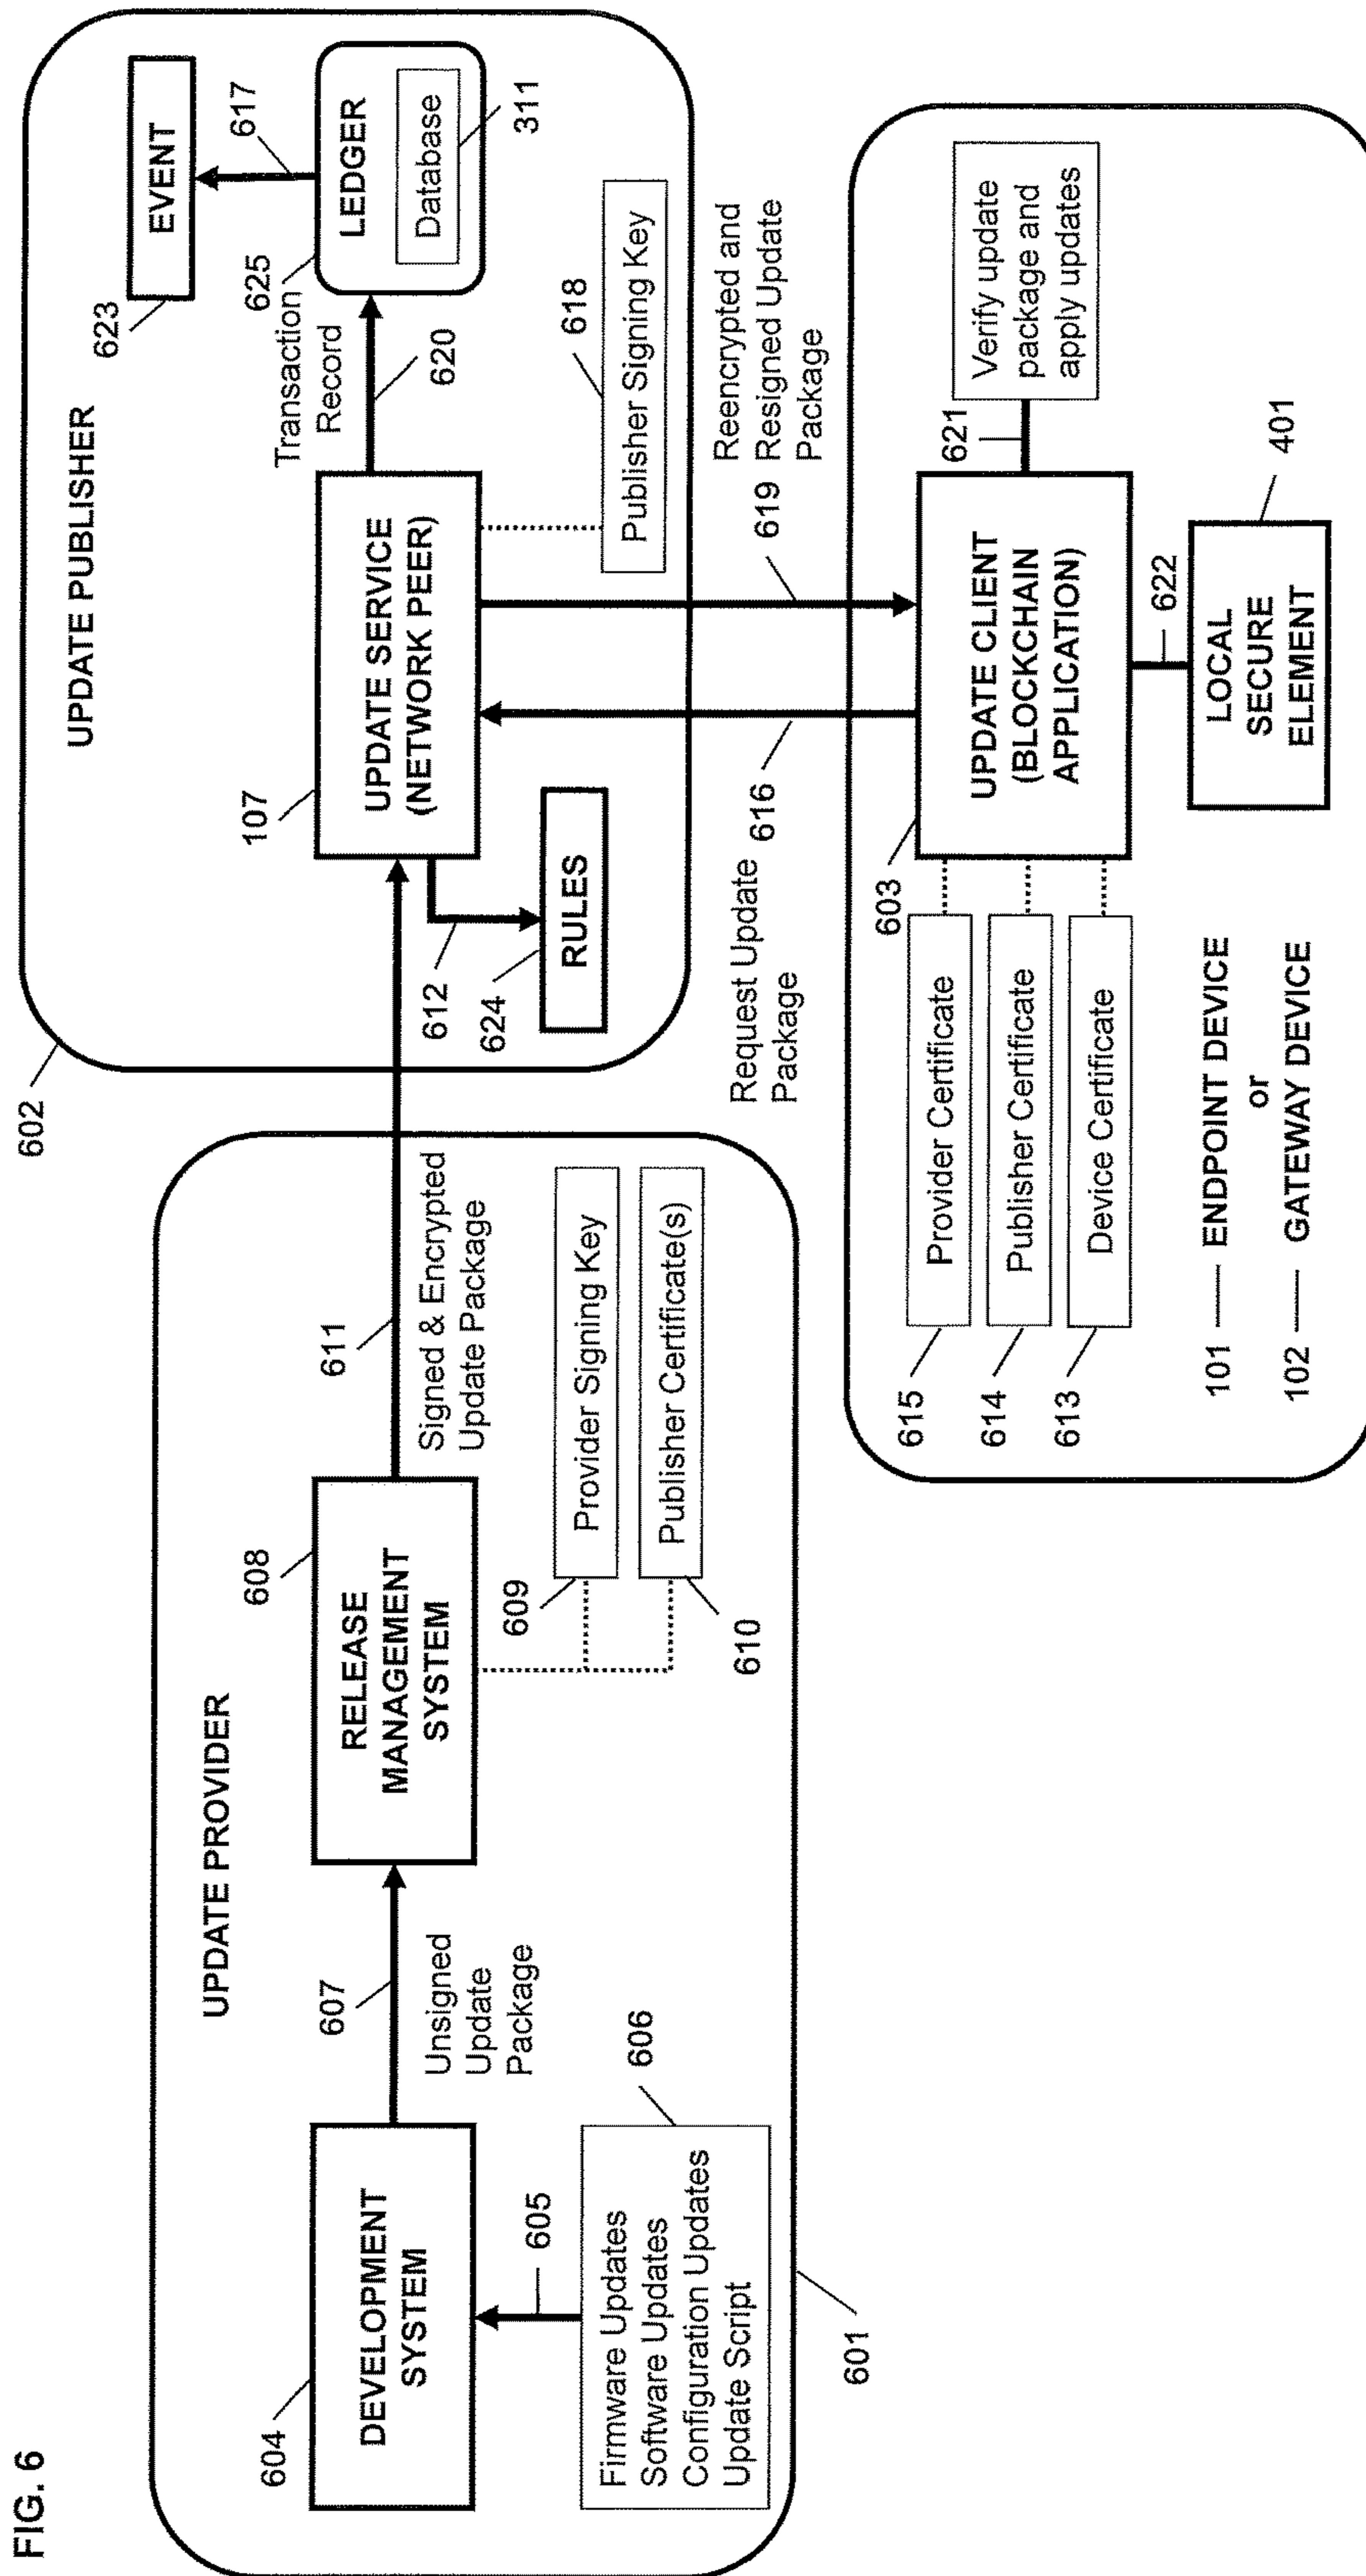 FIG. 6
UPDATE PROVIDER
604
DEVELOPMENT
SYSTEM
605
Firmware Updates
Software Updates
Configuration Updates
Update Script
606
601
607
Unsigned
Update
Package
608
RELEASE
MANAGEMENT
SYSTEM
609
Provider Signing Key
Publisher Certificate(s)
610
611
Signed & Encrypted
Update Package
602
UPDATE PUBLISHER
107
UPDATE SERVICE
(NETWORK PEER)
612
624
RULES
Transaction
Record
620
625
LEDGER
Database
311
617
623
EVENT
618
Publisher Signing Key
Request Update
Package
616
619
Reencrypted and
Resigned Update
Package
603
UPDATE CLIENT
(BLOCKCHAIN
APPLICATION)
621
Verify update
package and
apply updates
622
LOCAL
SECURE
ELEMENT
401
615
Provider Certificate
614
Publisher Certificate
613
Device Certificate
101
ENDPOINT DEVICE
or
102
GATEWAY DEVICE